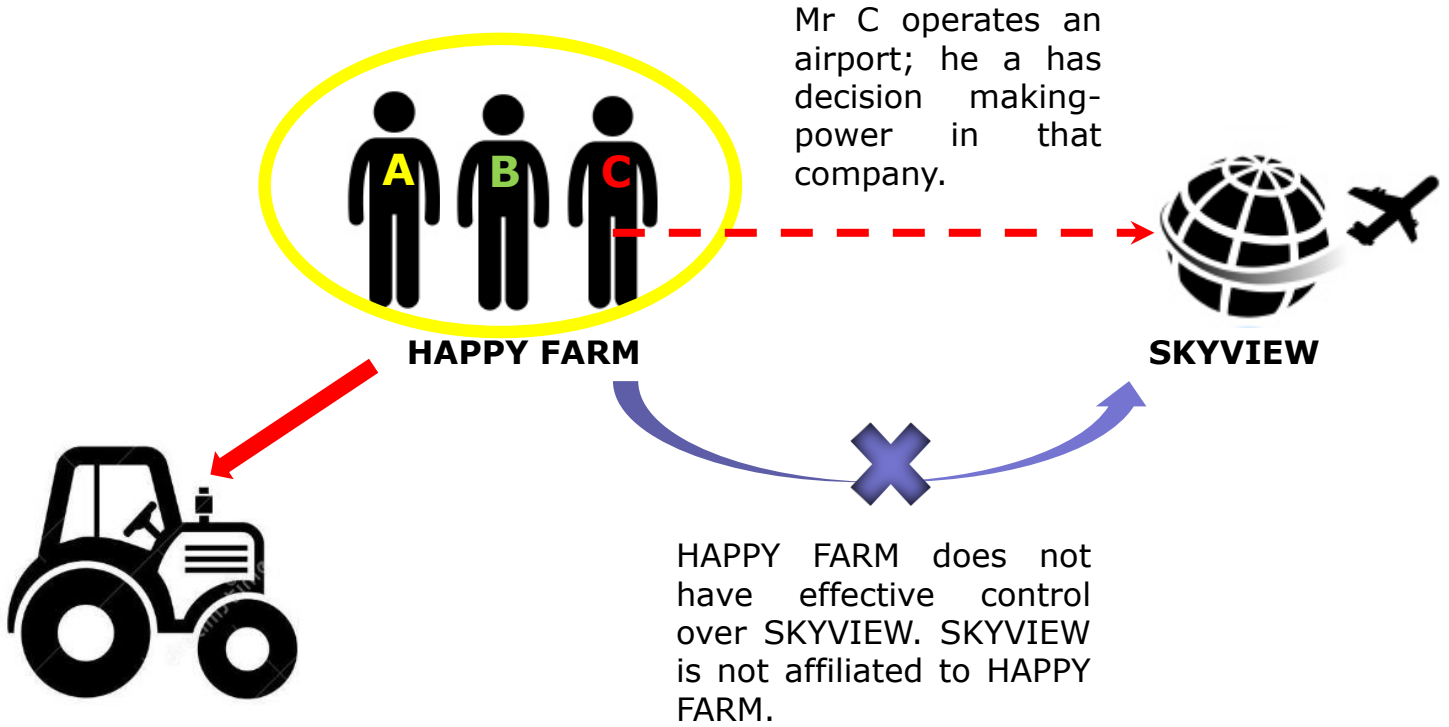 Mr C operates an
airport; he a has
decision making-
power in that
company.
A B C
HAPPY FARM
SKYVIEW
HAPPY FARM does not
have effective control
over SKYVIEW. SKYVIEW
is not affiliated to HAPPY
FARM.